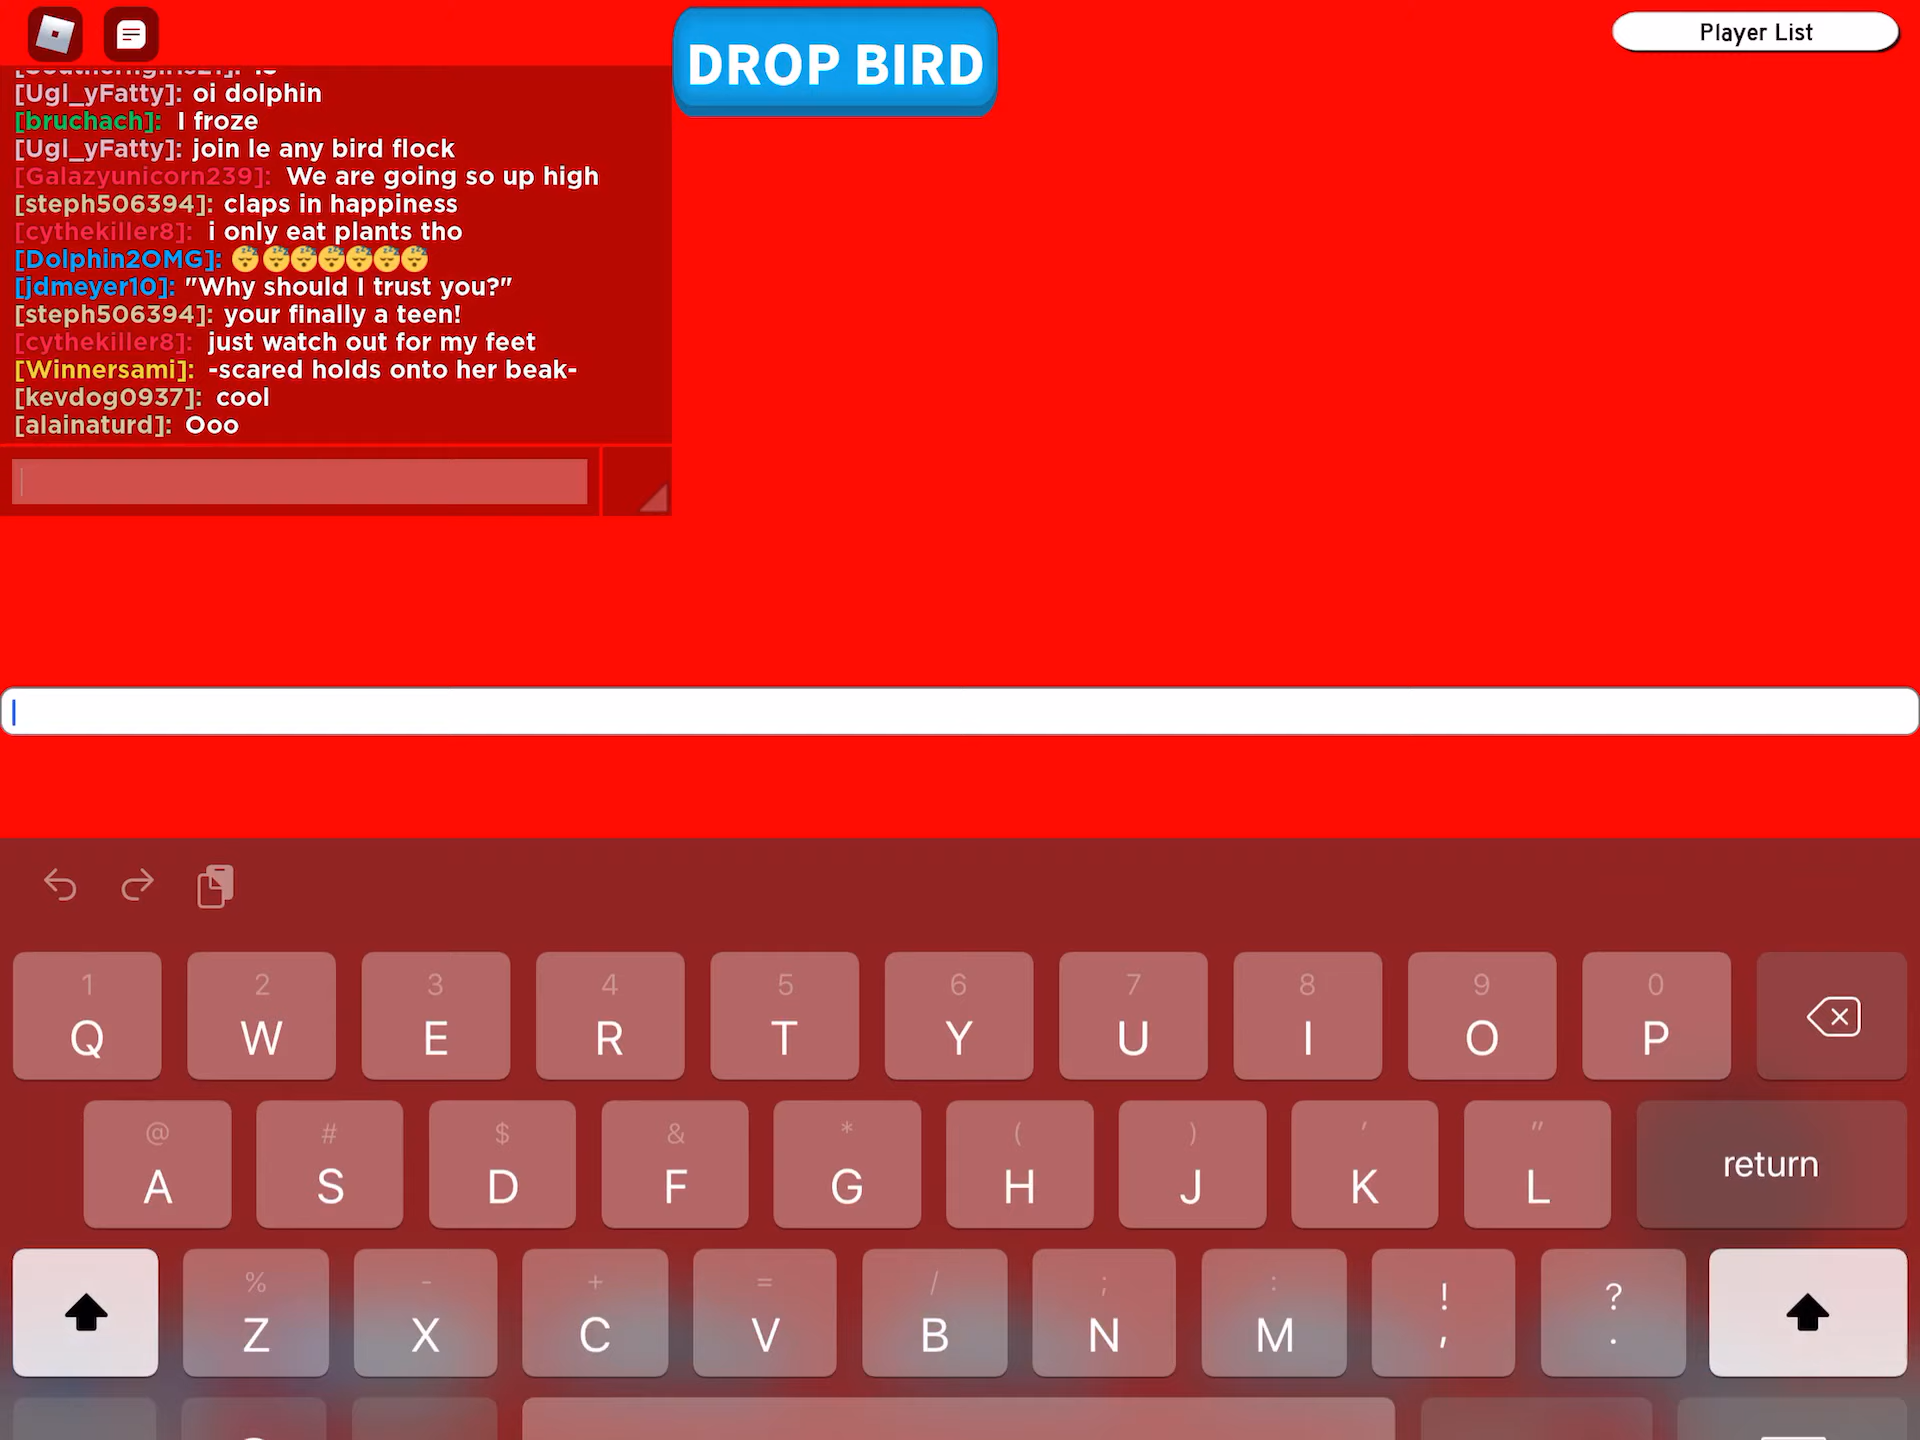 DROP BIRD
Player List
[Ugl_yFatty]: oi dolphin
[bruchach]: I froze
[Ugl_yFatty]: join le any bird flock
[Galazyunicorn239]: We are going so up high
[steph506394]: claps in happiness
[cythekiller8]: i only eat plants tho
[Dolphin2OMG]: 😴😴😴😴😴😴😴
[jdmeyer10]: "Why should I trust you?"
[steph506394]: your finally a teen!
[cythekiller8]: just watch out for my feet
[Winnersami]: -scared holds onto her beak-
[kevdog0937]: cool
[alainaturd]: Ooo
1 2 3 4 5 6 7 8 9 0
Q W E R T Y U I O P
@ # $ & * ( ) ' "
A S D F G H J K L return
% - + = / ; : ! ?
Z X C V B N M , .